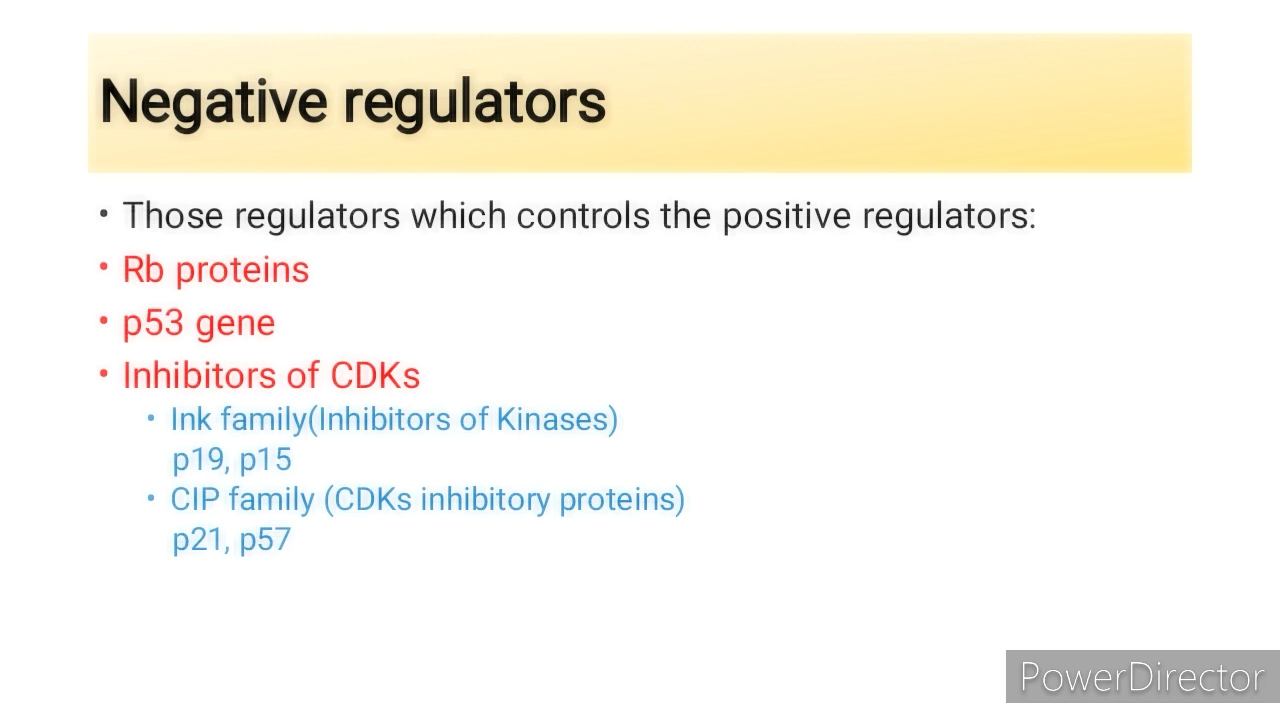 Negative regulators
• Those regulators which controls the positive regulators:
• Rb proteins
• p53 gene
• Inhibitors of CDKs
• Ink family(Inhibitors of Kinases)
p19, p15
• CIP family (CDKs inhibitory proteins)
p21, p57
PowerDirector